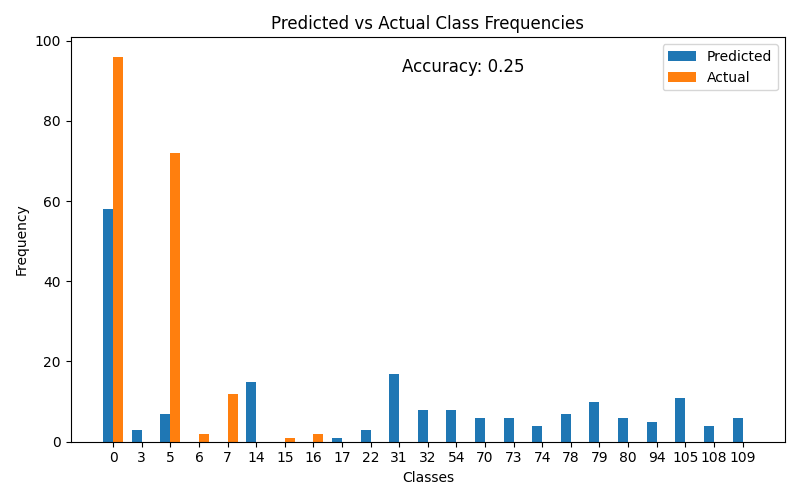 Predicted vs Actual Class Frequencies
Accuracy: 0.25
Predicted
Actual
Frequency
100
80
60
40
20
0
0 3 5 6 7 14 15 16 17 22 31 32 54 70 73 74 78 79 80 94 105 108 109
Classes